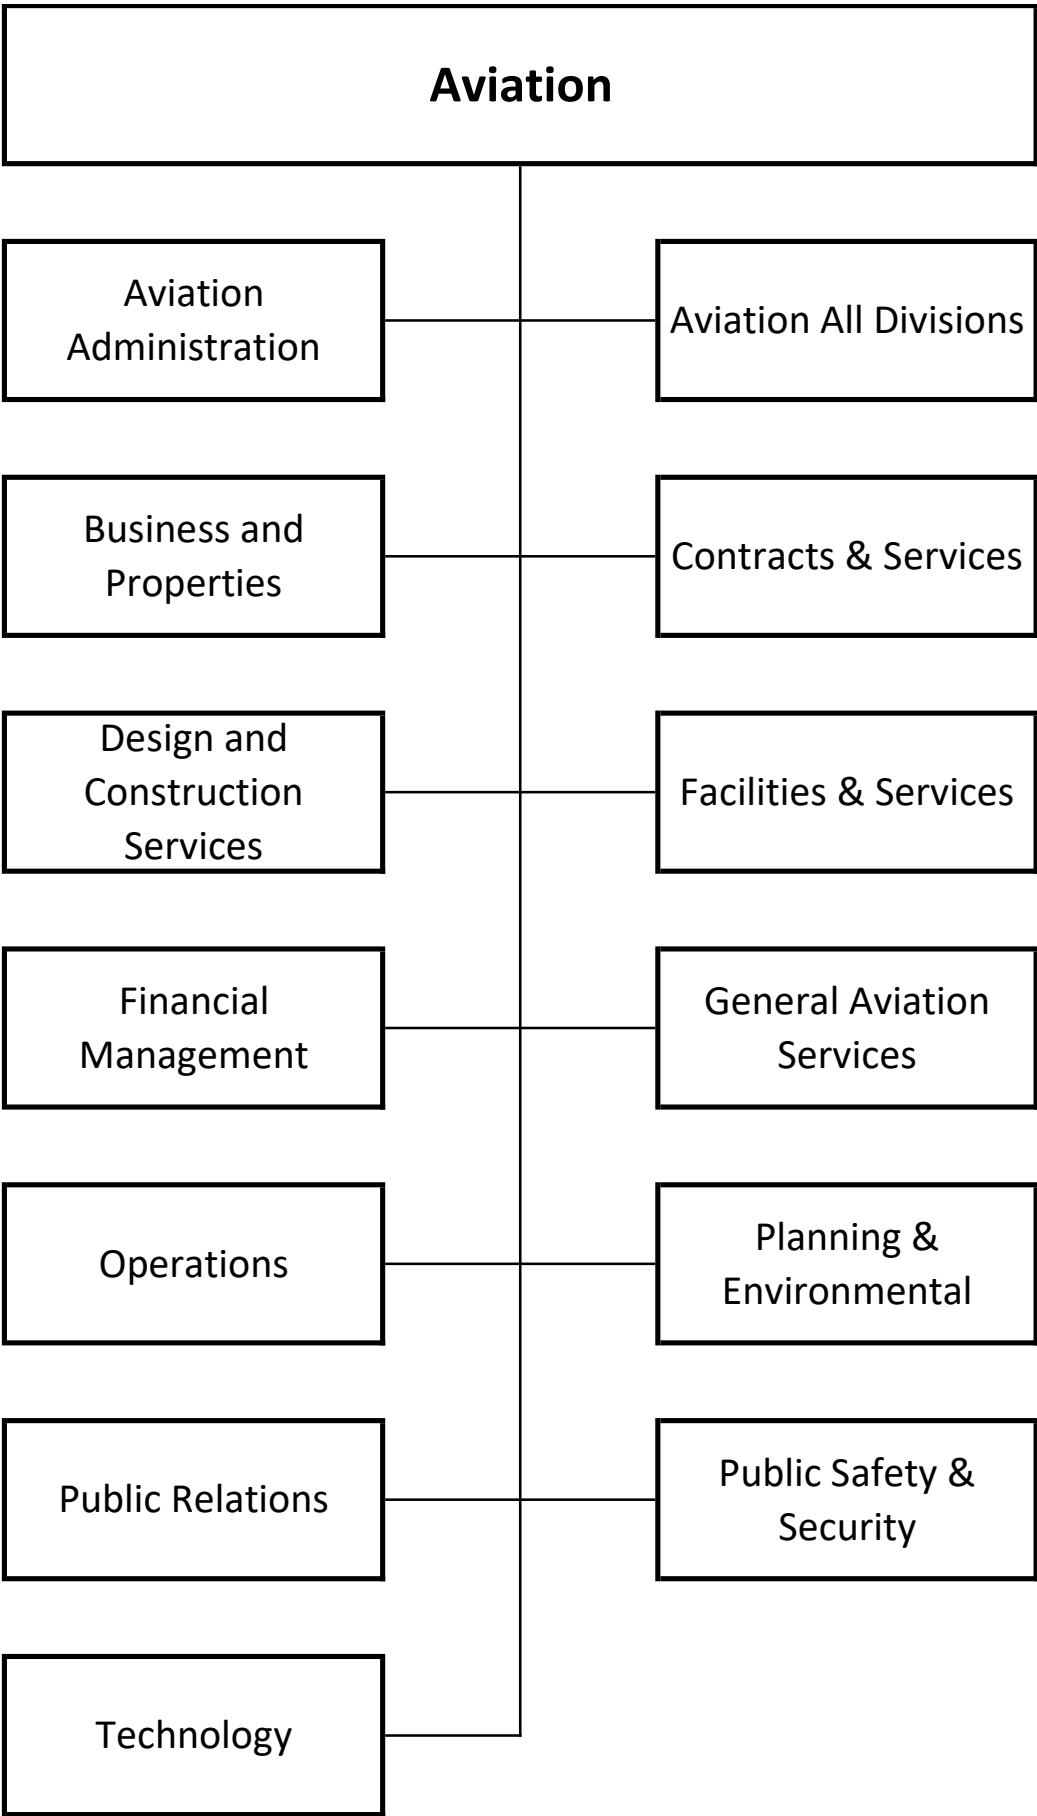 Aviation
Aviation
Administration
Aviation All Divisions
Business and
Properties
Contracts & Services
Design and
Construction
Services
Facilities & Services
Financial
Management
General Aviation
Services
Operations
Planning &
Environmental
Public Relations
Public Safety &
Security
Technology